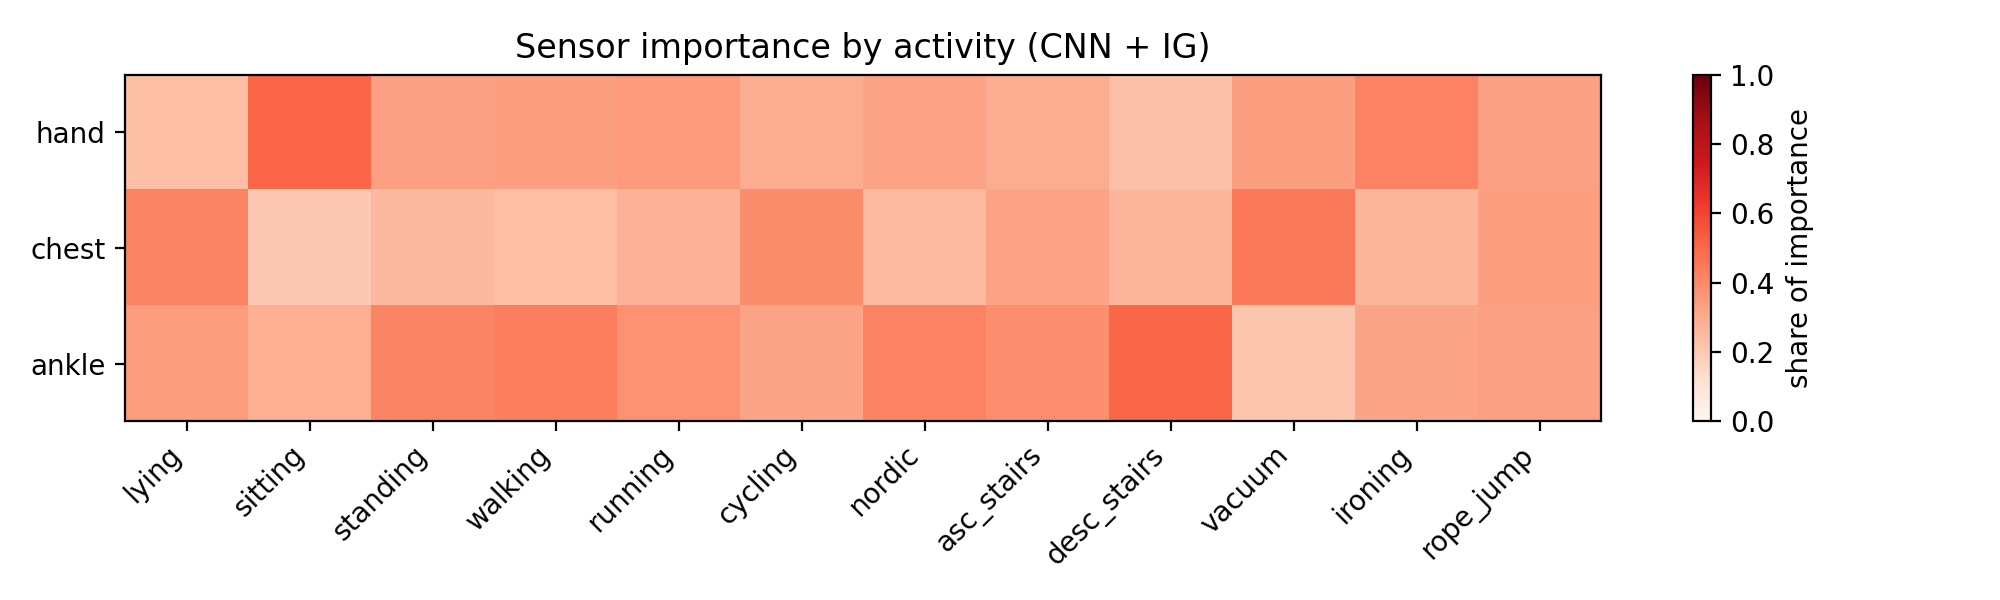 Sensor importance by activity (CNN + IG)
hand
chest
ankle
lying
sitting
standing
walking
running
cycling
nordic
asc_stairs
desc_stairs
vacuum
ironing
rope_jump
1.0
0.8
0.6
0.4
0.2
0.0
share of importance